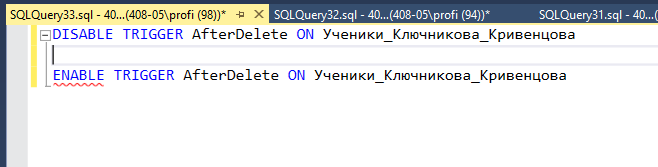 SQLQuery33.sql - 40...(408-05\profi (98))* SQLQuery32.sql - 40...(408-05\profi (94))* SQLQuery31.sql - 40...(
DISABLE TRIGGER AfterDelete ON Ученики_Ключникова_Кривенцова
ENABLE TRIGGER AfterDelete ON Ученики_Ключникова_Кривенцова